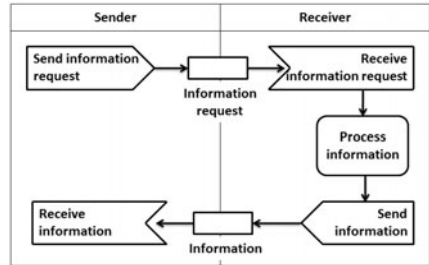 Sender
Receiver
Send information
request
Information
request
Receive
information request
Process
information
Send
information
Information
Receive
information